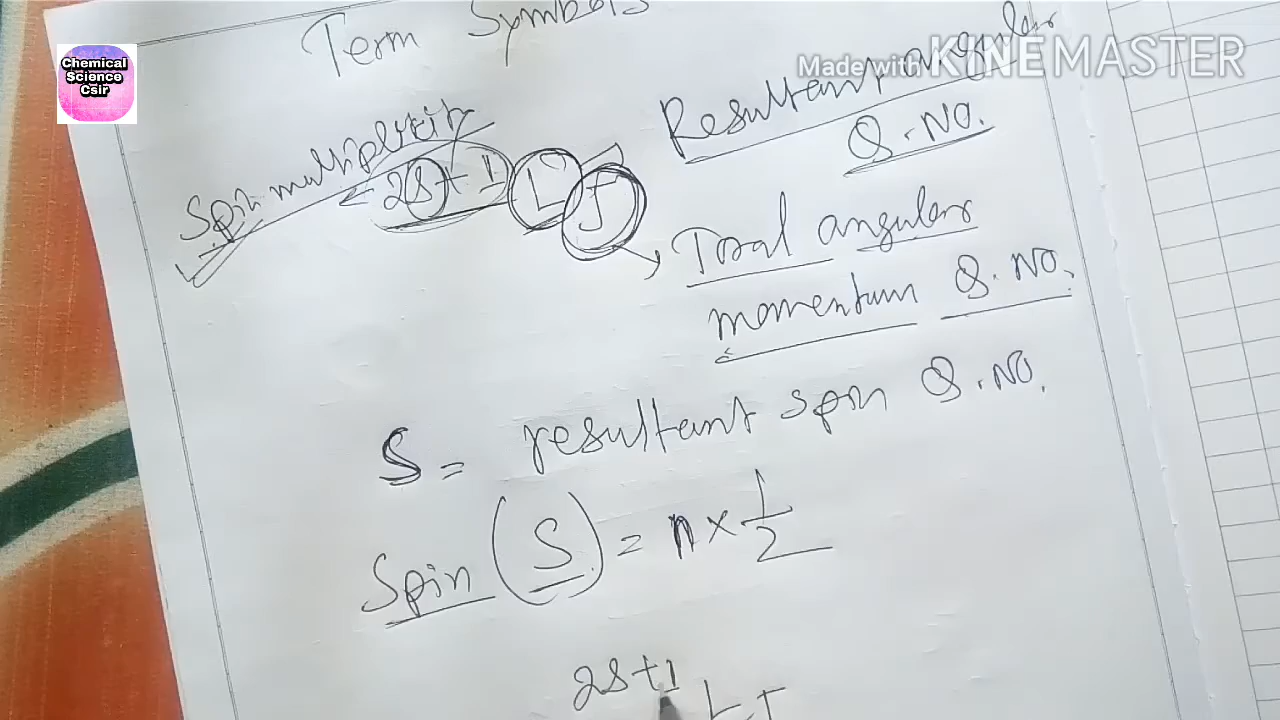 Term Symbols
Chemical
Science
Csir
Made with KINEMASTER
Spin multiplicity
2S+1 L J
Resultant angular
Q.NO.
Total angular
momentum Q.NO.
S = resultant spin Q.NO.
Spin (S) = n × 1/2
2S+1 L J